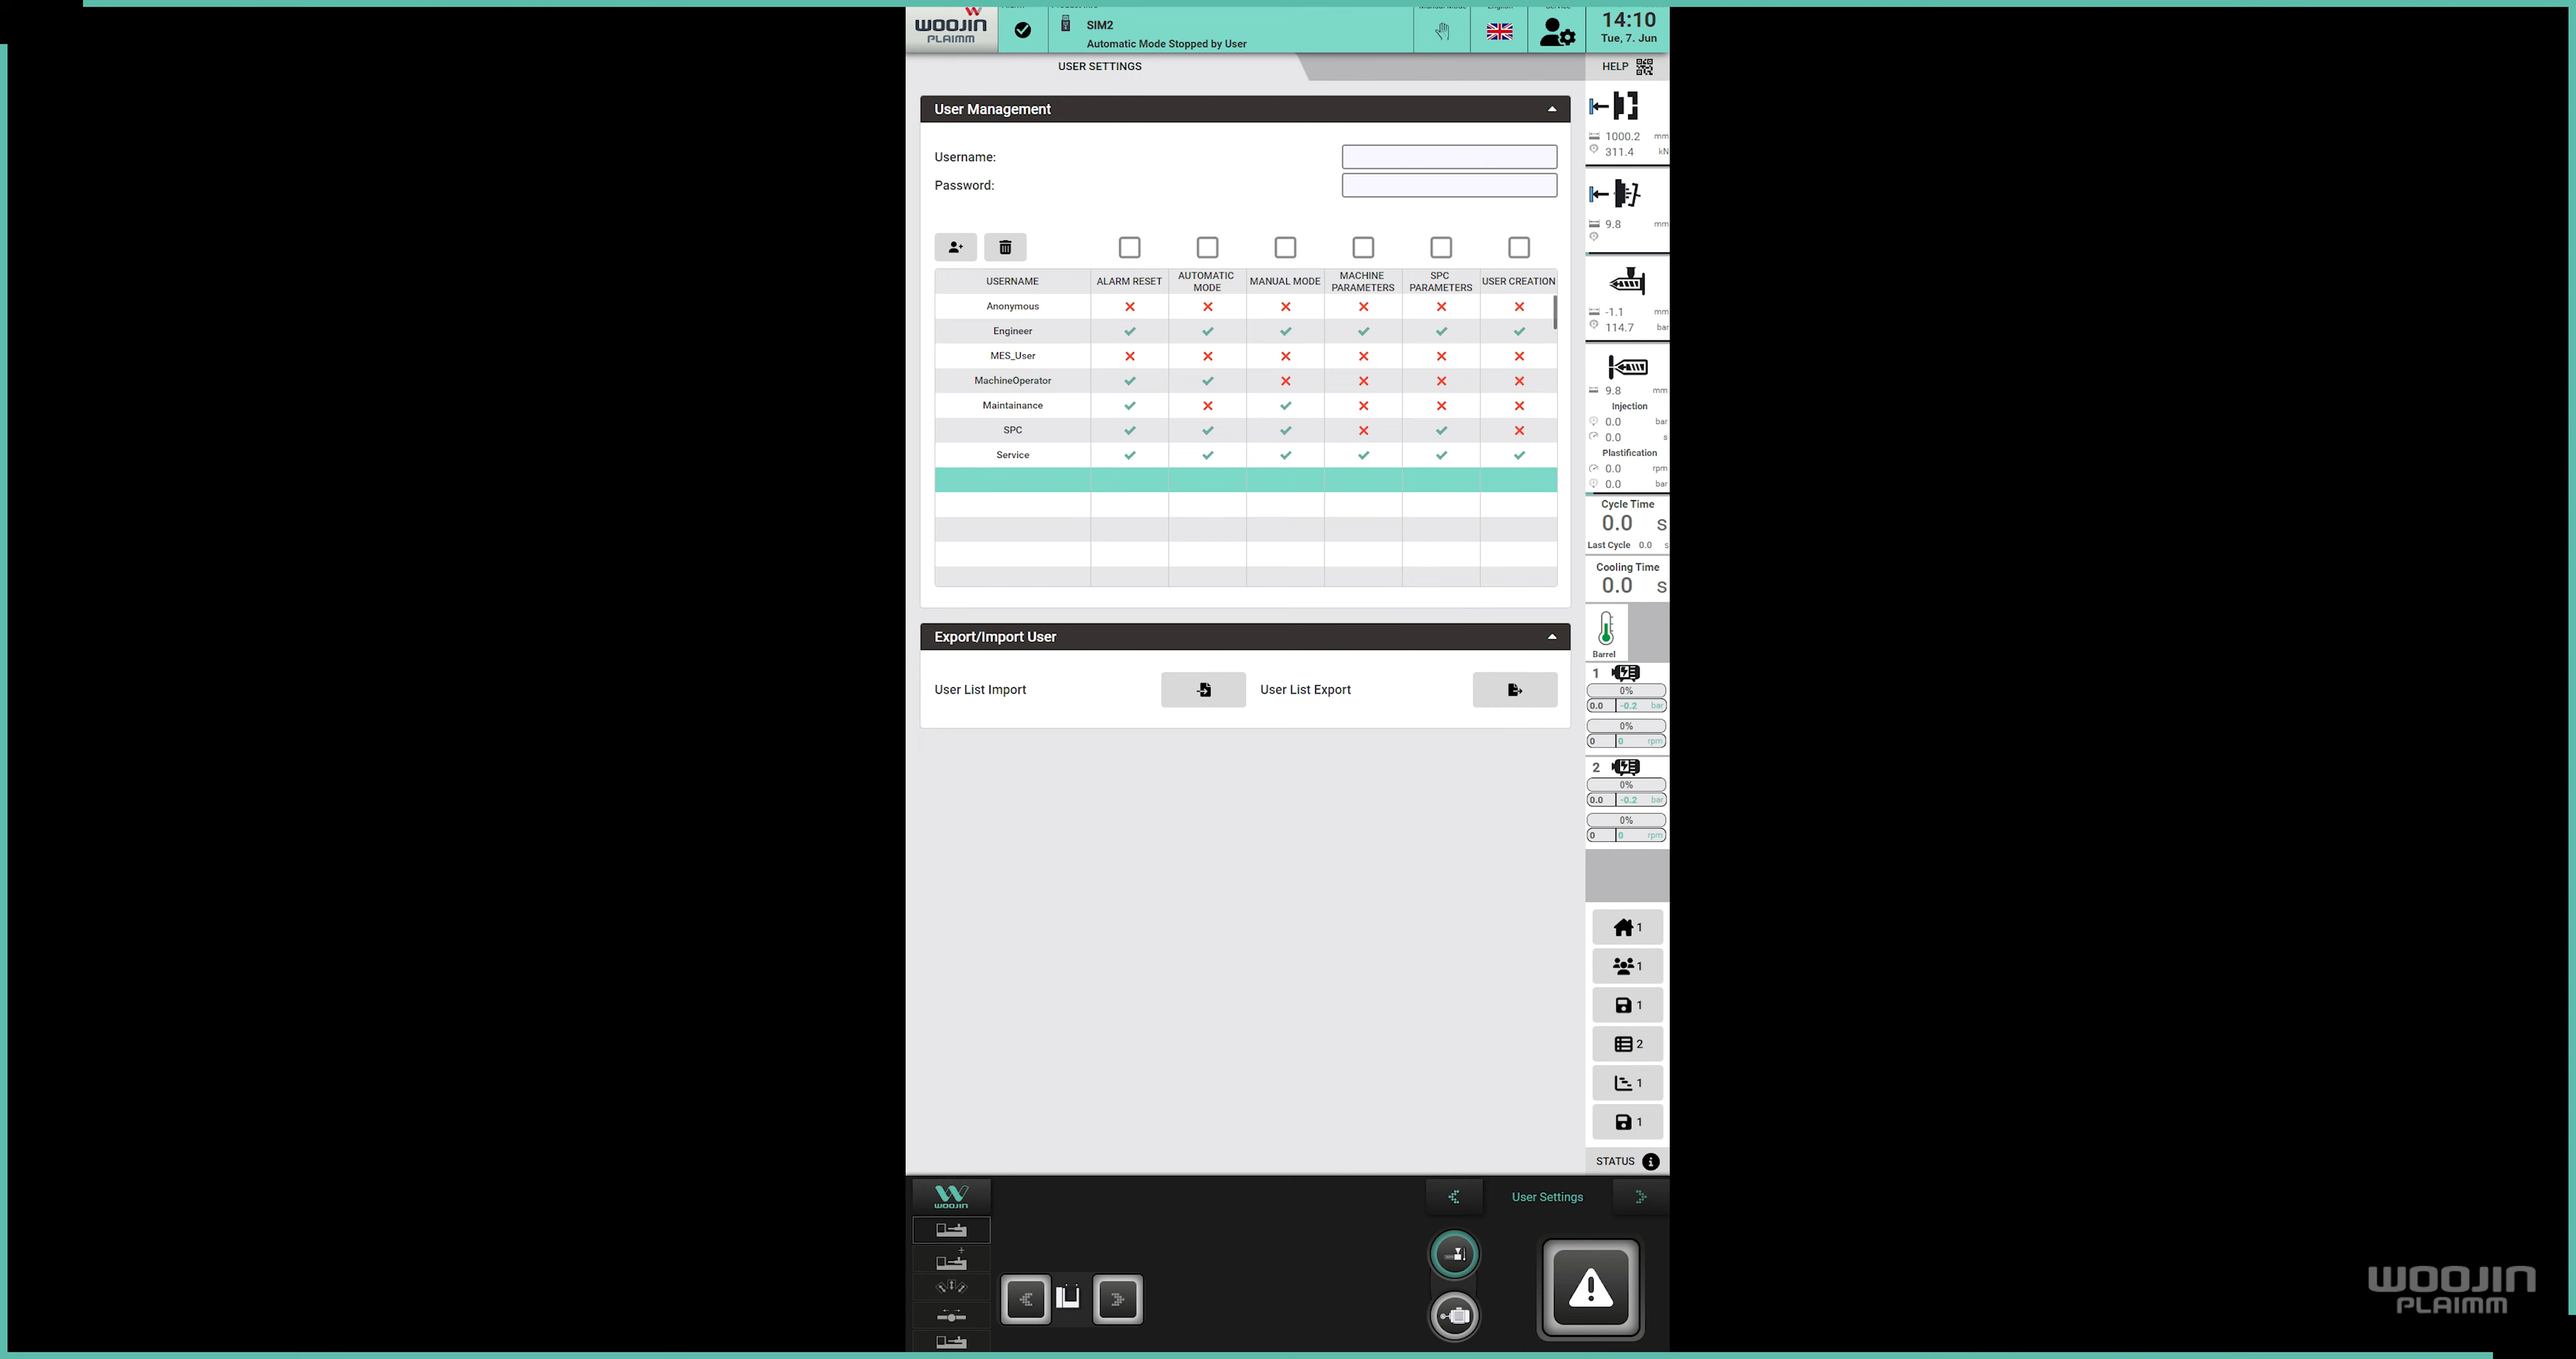 WOOJIN
PLAIMM
SIM2
Automatic Mode Stopped by User
14:10
Tue, 7. Jun
USER SETTINGS
HELP
User Management
Username:
Password:
USERNAME ALARM RESET AUTOMATIC MODE MANUAL MODE MACHINE PARAMETERS SPC PARAMETERS USER CREATION
Anonymous
Engineer
MES_User
MachineOperator
Maintainance
SPC
Service
Export/Import User
User List Import
User List Export
1000.2 mm
311.4 kN
9.8 mm
-1.1 mm
114.7 bar
9.8 mm
Injection
0.0 bar
0.0 s
Plastification
0.0 rpm
0.0 bar
Cycle Time
0.0 s
Last Cycle 0.0 s
Cooling Time
0.0 s
Barrel
1
0%
0.0 -0.2 bar
0%
0 0 rpm
2
0%
0.0 -0.2 bar
0%
0 0 rpm
1
1
1
2
1
1
STATUS
WOOJIN
User Settings
WOOJIN
PLAIMM